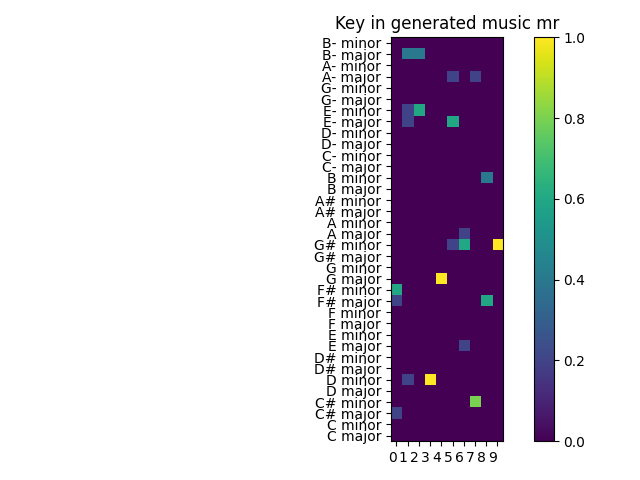 Key in generated music mr
B- minor
B- major
A- minor
A- major
G- minor
G- major
E- minor
E- major
D- minor
D- major
C- minor
C- major
B minor
B major
A# minor
A# major
A minor
A major
G# minor
G# major
G minor
G major
F# minor
F# major
F minor
F major
E minor
E major
D# minor
D# major
D minor
D major
C# minor
C# major
C minor
C major
0 1 2 3 4 5 6 7 8 9
1.0
0.8
0.6
0.4
0.2
0.0